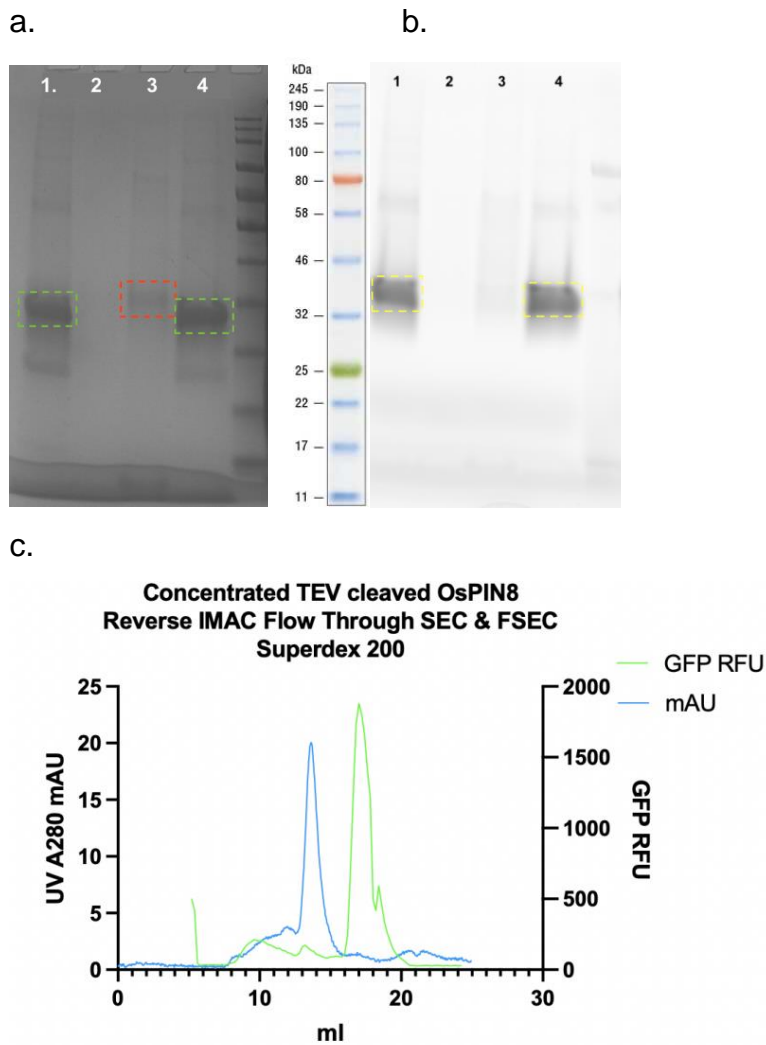 a.
b.
1. 2 3 4
kDa
245
190
135
100
80
58
46
32
25
22
17
11
1 2 3 4
c.
Concentrated TEV cleaved OsPIN8
Reverse IMAC Flow Through SEC & FSEC
Superdex 200
GFP RFU
mAU
UV A280 mAU
25
20
15
10
5
0
2000
1500
1000
500
0
GFP RFU
0 10 20 30
ml